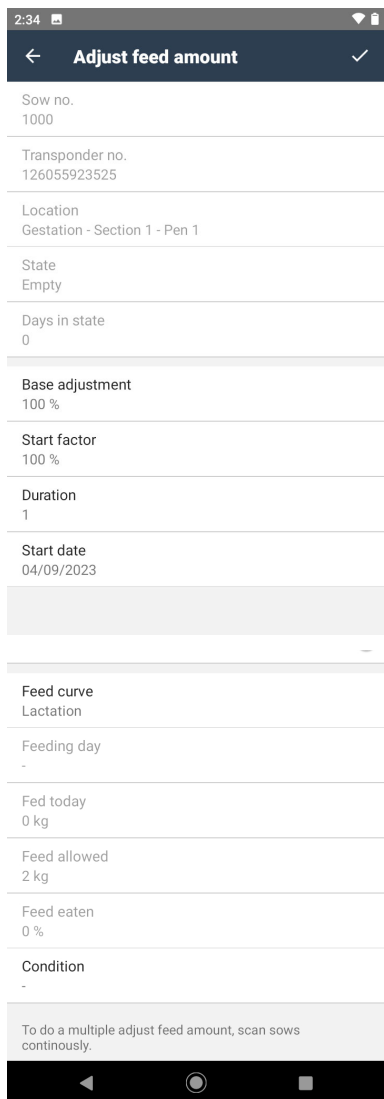 2:34
Adjust feed amount
Sow no.
1000
Transponder no.
126055923525
Location
Gestation - Section 1 - Pen 1
State
Empty
Days in state
0
Base adjustment
100 %
Start factor
100 %
Duration
1
Start date
04/09/2023
Feed curve
Lactation
Feeding day
-
Fed today
0 kg
Feed allowed
2 kg
Feed eaten
0 %
Condition
-
To do a multiple adjust feed amount, scan sows
continously.